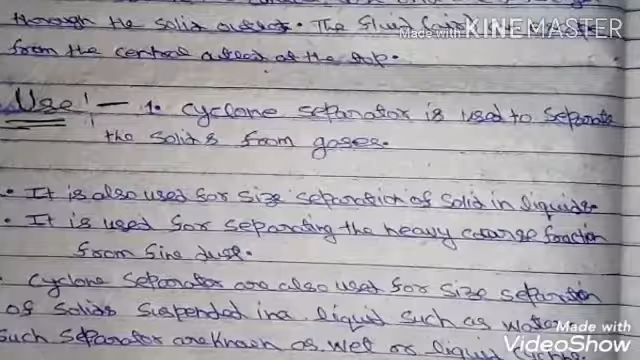 through the solid outlet. The fluid
Made with KINEMASTER
from the central outlet at the top.
Use! - 1. Cyclone separator is used to separate
the solids from gases.
• It is also used for size separation of solid in liquids.
• It is used for separating the heavy coarse fraction
from fine dust.
• Cyclone separator are also used for size separation
of solids suspended in a liquid such as water
such separator are known as wet or liquid
Made with
VideoShow